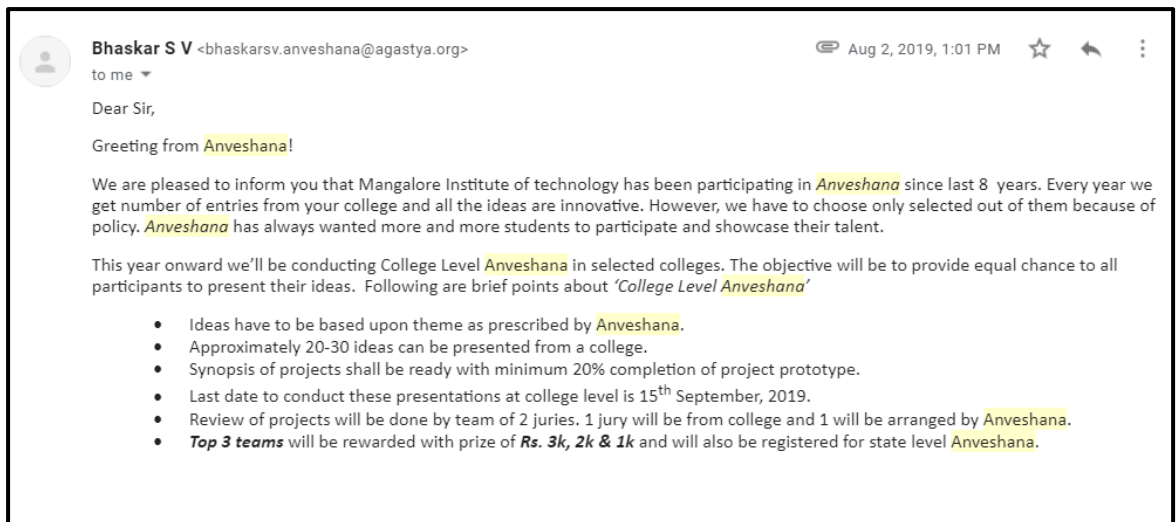 Bhaskar S V <bhaskarsv.anveshana@agastya.org> Aug 2, 2019, 1:01 PM
to me
Dear Sir,
Greeting from Anveshana!
We are pleased to inform you that Mangalore Institute of technology has been participating in Anveshana since last 8 years. Every year we
get number of entries from your college and all the ideas are innovative. However, we have to choose only selected out of them because of
policy. Anveshana has always wanted more and more students to participate and showcase their talent.
This year onward we'll be conducting College Level Anveshana in selected colleges. The objective will be to provide equal chance to all
participants to present their ideas. Following are brief points about 'College Level Anveshana'
• Ideas have to be based upon theme as prescribed by Anveshana.
• Approximately 20-30 ideas can be presented from a college.
• Synopsis of projects shall be ready with minimum 20% completion of project prototype.
• Last date to conduct these presentations at college level is 15th September, 2019.
• Review of projects will be done by team of 2 juries. 1 jury will be from college and 1 will be arranged by Anveshana.
• Top 3 teams will be rewarded with prize of Rs. 3k, 2k & 1k and will also be registered for state level Anveshana.